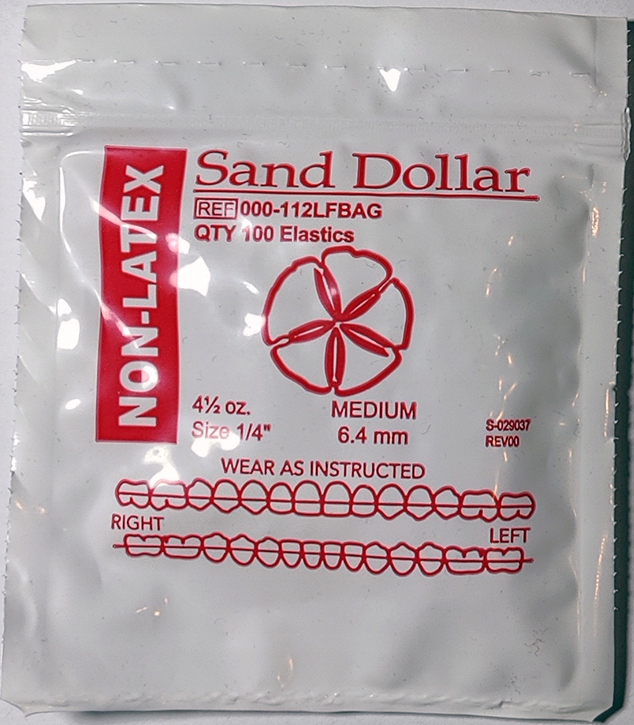 NON-LATEX
Sand Dollar
REF 000-112LFBAG
QTY 100 Elastics
4½ oz. MEDIUM
Size 1/4" 6.4 mm
S-029037
REV00
WEAR AS INSTRUCTED
RIGHT
LEFT